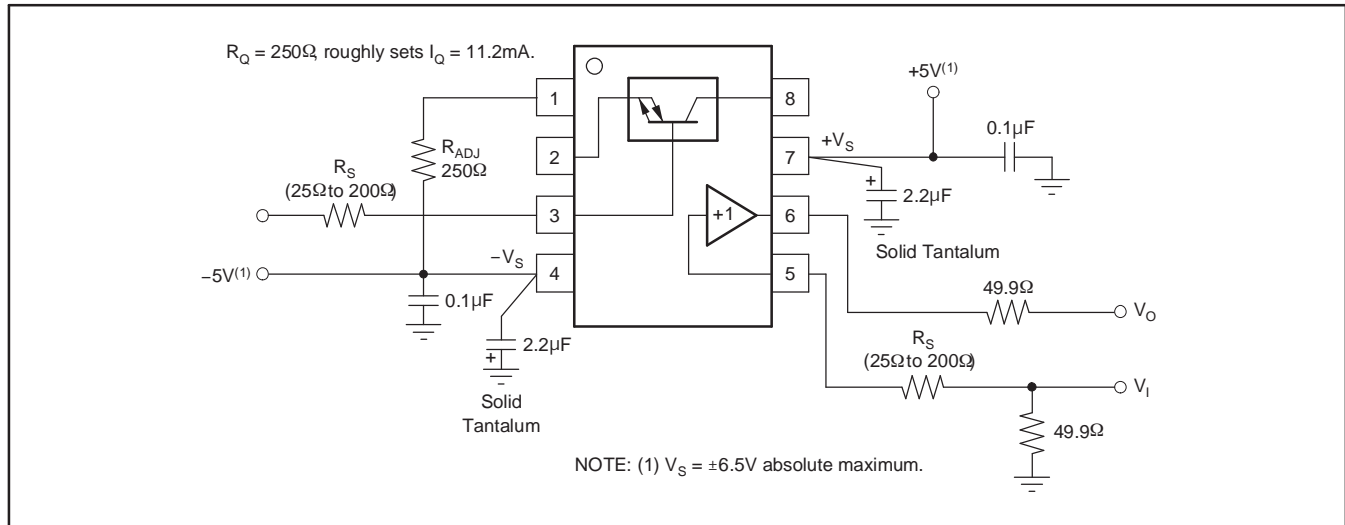 R_Q = 250Ω, roughly sets I_Q = 11.2mA.
1
2
3
4
8
7
6
5
+1
R_ADJ
250Ω
R_S
(25Ω to 200Ω)
−5V(1)
−V_S
0.1µF
2.2µF
+
Solid
Tantalum
+5V(1)
0.1µF
+V_S
+
2.2µF
Solid Tantalum
49.9Ω
V_O
R_S
(25Ω to 200Ω)
V_I
49.9Ω
NOTE: (1) V_S = ±6.5V absolute maximum.